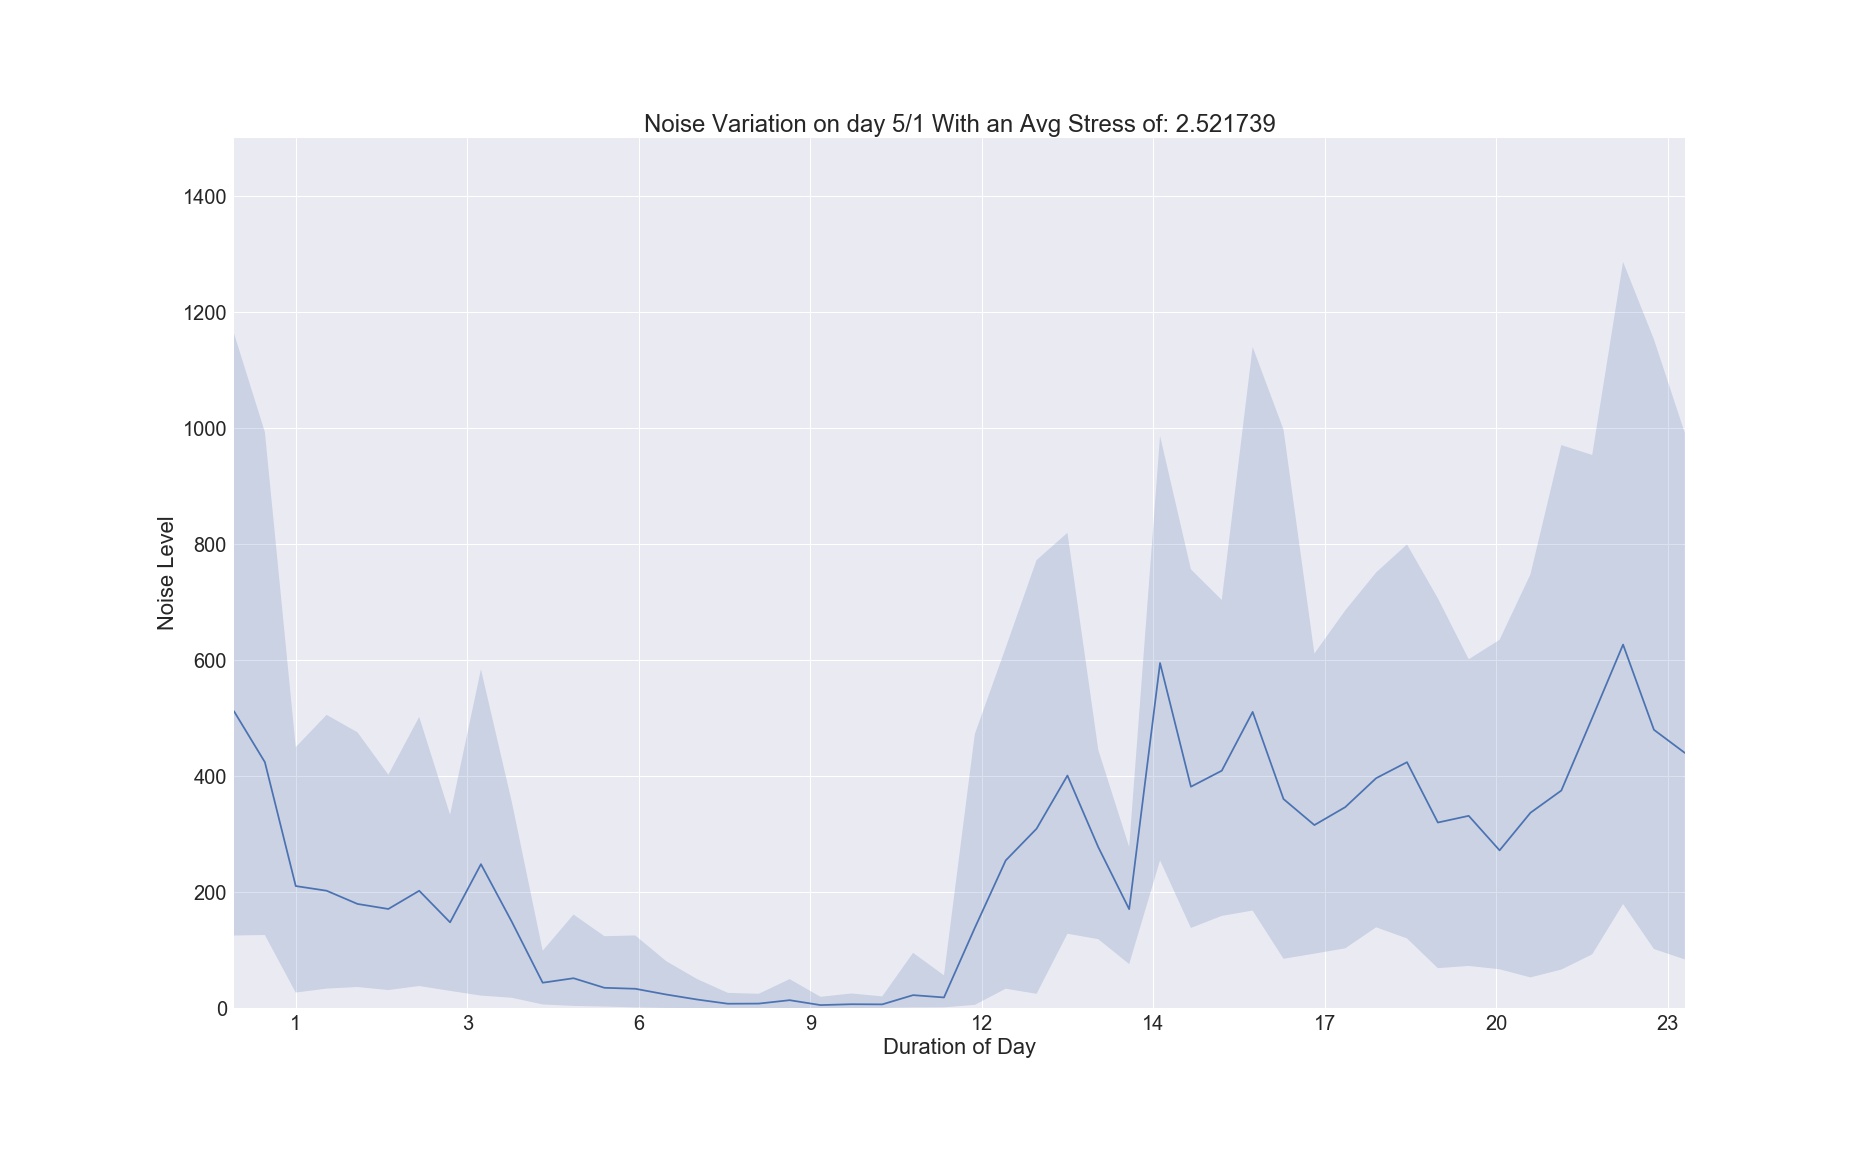 Noise Variation on day 5/1 With an Avg Stress of: 2.521739
1400
1200
1000
800
600
400
200
0
Noise Level
1 3 6 9 12 14 17 20 23
Duration of Day